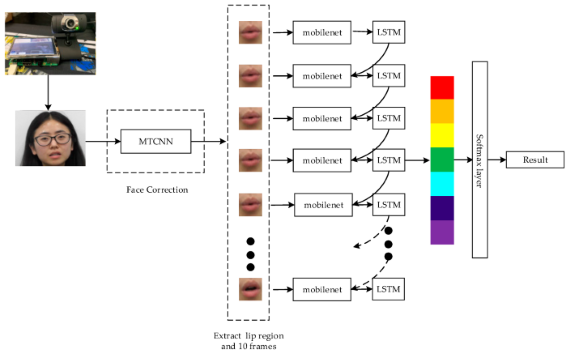 mobilenet
LSTM
mobilenet
LSTM
mobilenet
LSTM
MTCNN
mobilenet
LSTM
Softmax layer
Result
Face Correction
mobilenet
LSTM
mobilenet
LSTM
Extract lip region
and 10 frames